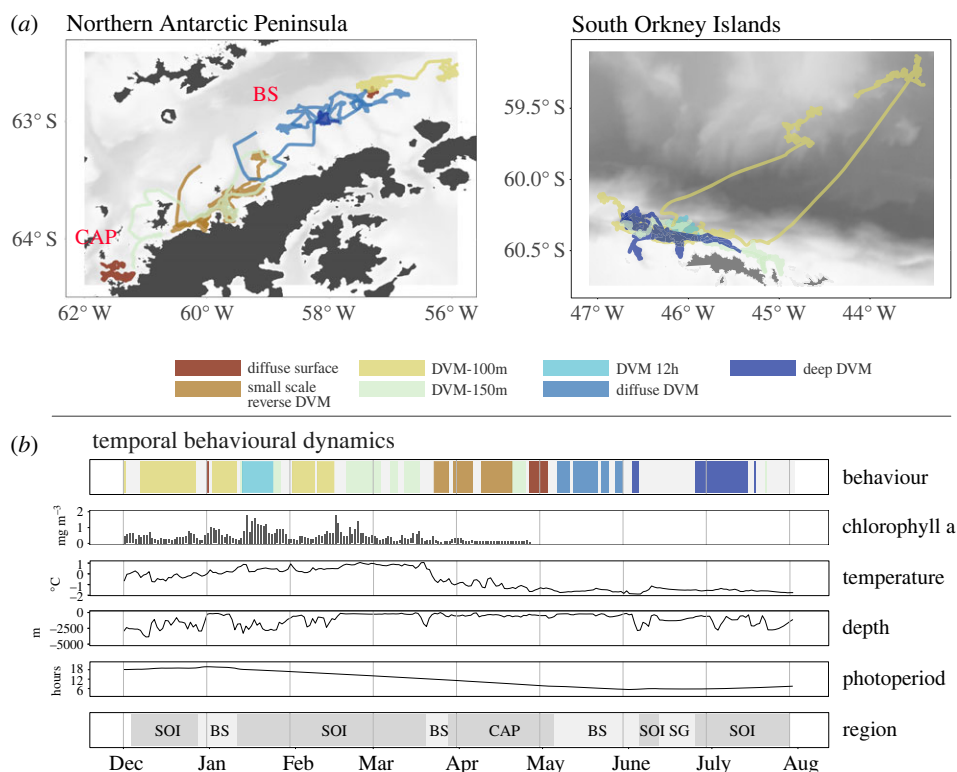 (a) Northern Antarctic Peninsula
South Orkney Islands
BS
CAP
63° S
64° S
62° W 60° W 58° W 56° W
59.5° S
60.0° S
60.5° S
47° W 46° W 45° W 44° W
diffuse surface
small scale
reverse DVM
DVM-100m
DVM-150m
DVM 12h
diffuse DVM
deep DVM
(b) temporal behavioural dynamics
behaviour
mg m⁻³
2
1
0
chlorophyll a
°C
1
0
−1
−2
temperature
m
0
−2500
−5000
depth
hours
18
12
6
photoperiod
SOI BS SOI BS CAP BS SOI SG SOI
region
Dec Jan Feb Mar Apr May June July Aug